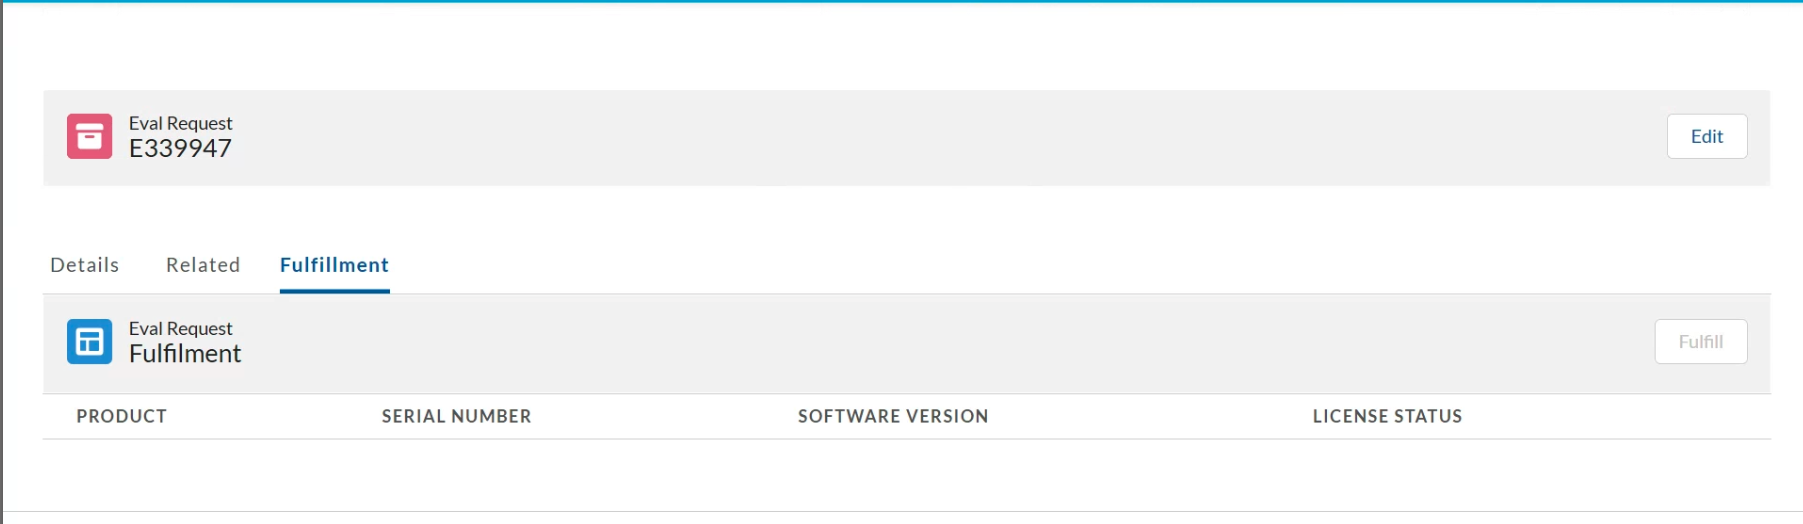 Eval Request
E339947
Edit
Details Related Fulfillment
Eval Request
Fulfilment
Fulfill
PRODUCT SERIAL NUMBER SOFTWARE VERSION LICENSE STATUS